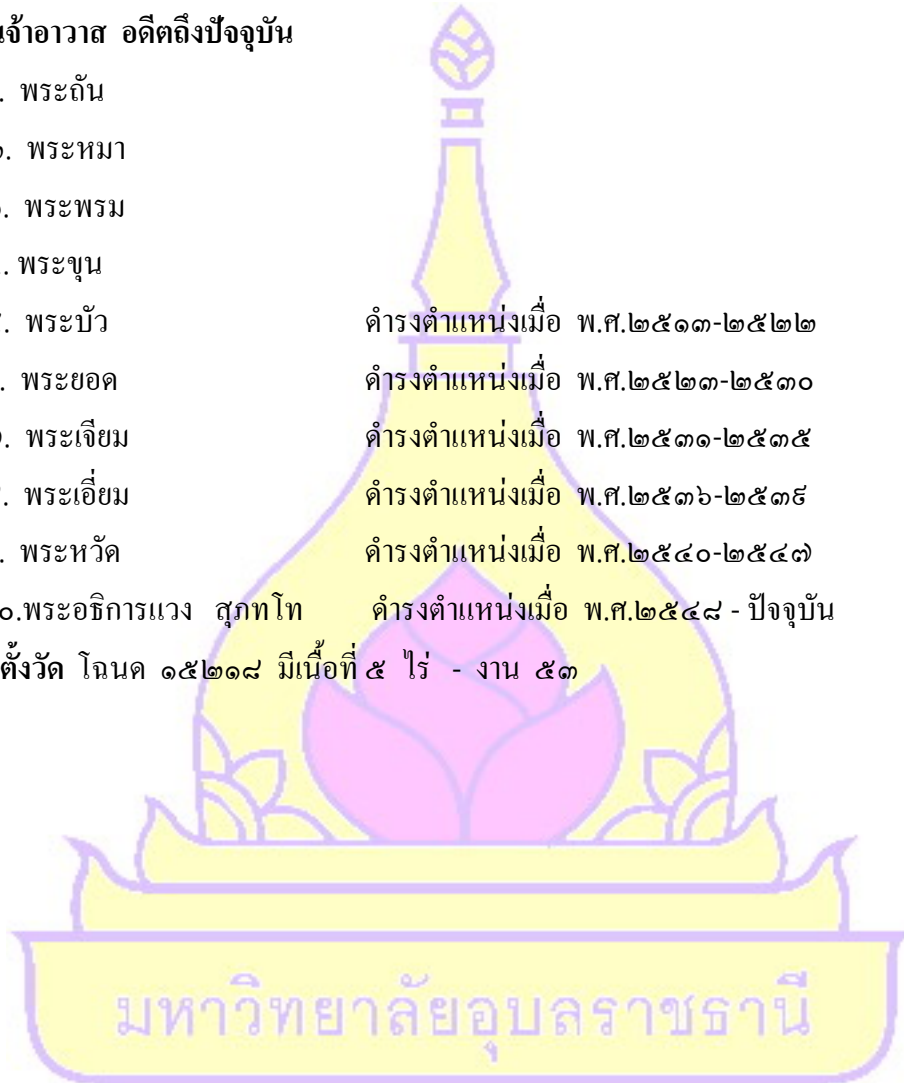 เจ้าอาวาส อดีตถึงปัจจุบัน
. พระถัน
. พระหมา
. พระพรม
. พระขุน
. พระบัว ดำรงตำแหน่งเมื่อ พ.ศ.๒๕๑๓-๒๕๒๒
. พระยอด ดำรงตำแหน่งเมื่อ พ.ศ.๒๕๒๓-๒๕๓๐
. พระเจียม ดำรงตำแหน่งเมื่อ พ.ศ.๒๕๓๑-๒๕๓๕
. พระเอี่ยม ดำรงตำแหน่งเมื่อ พ.ศ.๒๕๓๖-๒๕๓๙
. พระหวัด ดำรงตำแหน่งเมื่อ พ.ศ.๒๕๔๐-๒๕๔๗
๐.พระอธิการแวง สุภทโท ดำรงตำแหน่งเมื่อ พ.ศ.๒๕๔๘ - ปัจจุบัน
ตั้งวัด โฉนด ๑๕๒๑๘ มีเนื้อที่ ๕ ไร่ - งาน ๕๓
มหาวิทยาลัยอุบลราชธานี